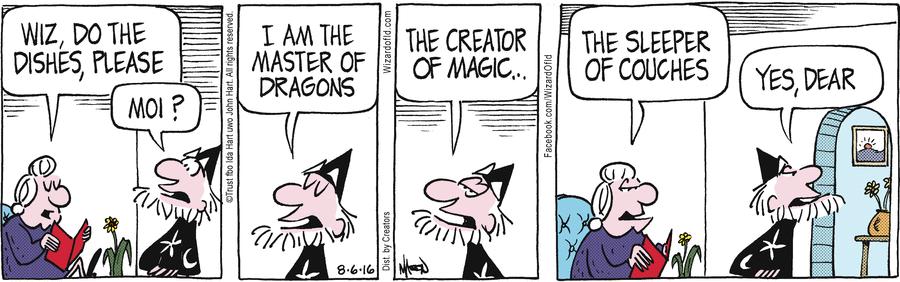 WIZ, DO THE
DISHES, PLEASE
MOI?
©Trust fbo Ida Hart uwo John Hart. All rights reserved.
I AM THE
MASTER OF
DRAGONS
8-6-16
Wizardofid.com
Dist. by Creators
THE CREATOR
OF MAGIC...
Facebook.com/WizardOfId
THE SLEEPER
OF COUCHES
YES, DEAR